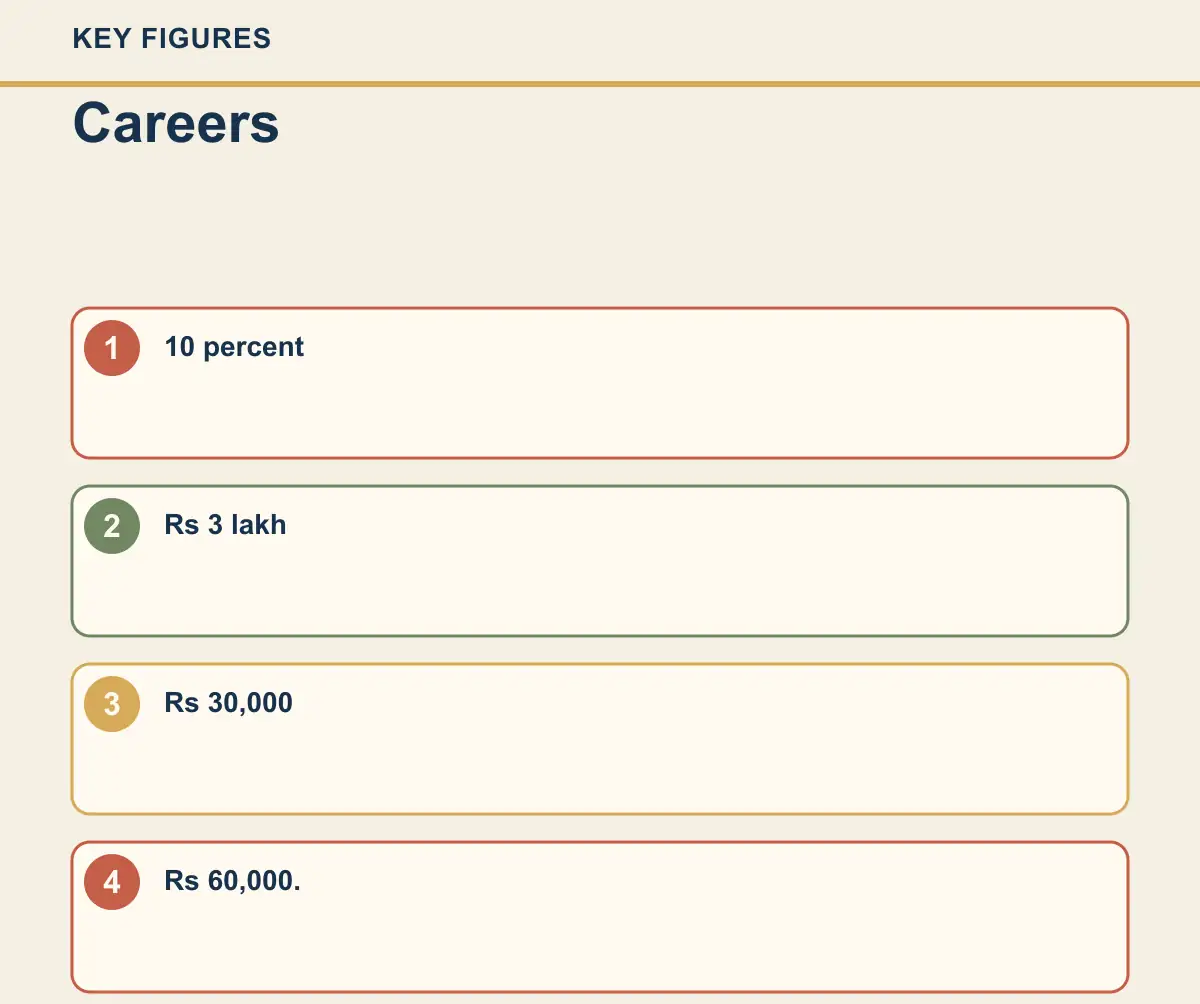 KEY FIGURES
Careers
1 10 percent
2 Rs 3 lakh
3 Rs 30,000
4 Rs 60,000.